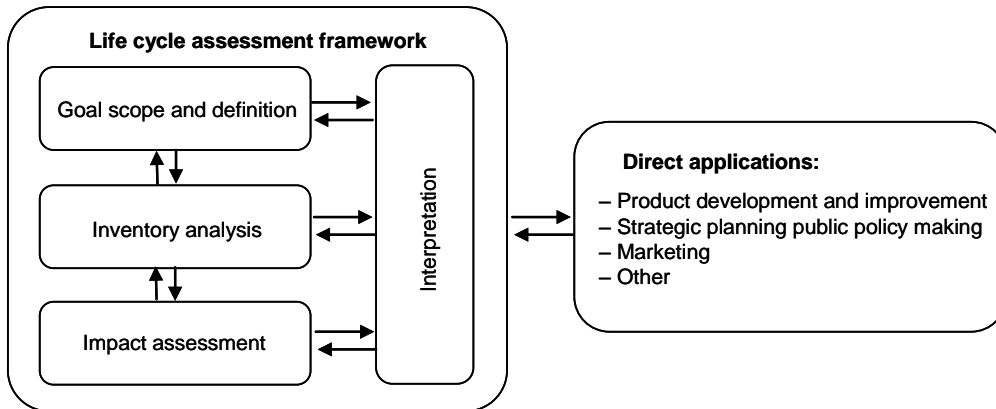 Life cycle assessment framework
Goal scope and definition
Inventory analysis
Impact assessment
Interpretation
Direct applications:
– Product development and improvement
– Strategic planning public policy making
– Marketing
– Other